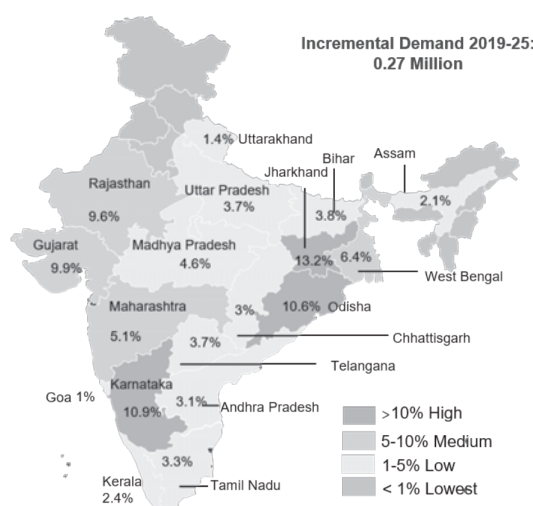 Incremental Demand 2019-25:
0.27 Million
1.4% Uttarakhand
Jharkhand
Bihar
Assam
Rajasthan
9.6%
Uttar Pradesh
3.7%
3.8%
2.1%
Gujarat
9.9%
Madhya Pradesh
4.6%
13.2%
6.4%
West Bengal
Maharashtra
5.1%
3%
10.6% Odisha
3.7%
Chhattisgarh
Telangana
Karnataka
10.9%
Goa 1%
3.1%
Andhra Pradesh
3.3%
Kerala
2.4%
Tamil Nadu
>10% High
5-10% Medium
1-5% Low
< 1% Lowest